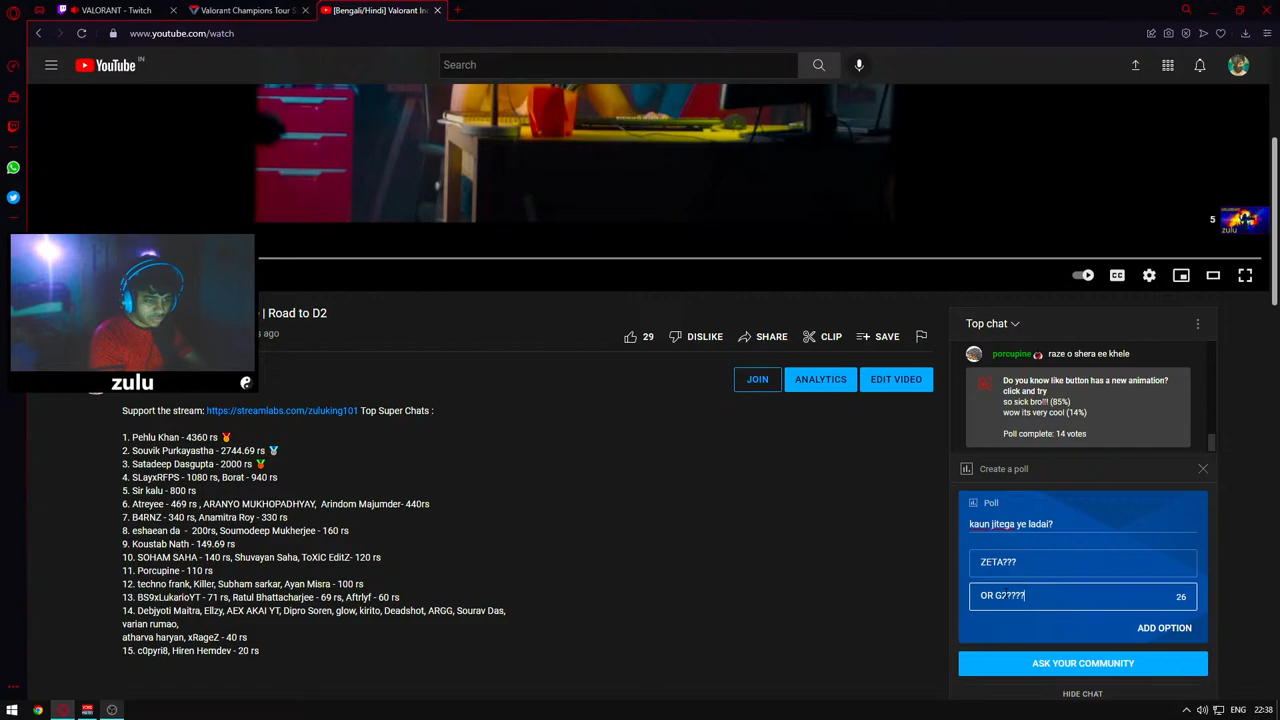 VALORANT - Twitch
Valorant Champions Tour S
[Bengali/Hindi] Valorant In
www.youtube.com/watch
YouTube IN
Search
5
zulu
zulu
| Road to D2
s ago
29
DISLIKE
SHARE
CLIP
SAVE
JOIN
ANALYTICS
EDIT VIDEO
Support the stream: https://streamlabs.com/zuluking101 Top Super Chats :
1. Pehlu Khan - 4360 rs
2. Souvik Purkayastha - 2744.69 rs
3. Satadeep Dasgupta - 2000 rs
4. SLayxRFPS - 1080 rs, Borat - 940 rs
5. Sir kalu - 800 rs
6. Atreyee - 469 rs , ARANYO MUKHOPADHYAY, Arindom Majumder- 440rs
7. B4RNZ - 340 rs, Anamitra Roy - 330 rs
8. eshaean da - 200rs, Soumodeep Mukherjee - 160 rs
9. Koustab Nath - 149.69 rs
10. SOHAM SAHA - 140 rs, Shuvayan Saha, ToXiC EditZ- 120 rs
11. Porcupine - 110 rs
12. techno frank, Killer, Subham sarkar, Ayan Misra - 100 rs
13. BS9xLukarioYT - 71 rs, Ratul Bhattacharjee - 69 rs, Aftrlyf - 60 rs
14. Debjyoti Maitra, Ellzy, AEX AKAI YT, Dipro Soren, glow, kirito, Deadshot, ARGG, Sourav Das,
varian rumao,
atharva haryan, xRageZ - 40 rs
15. c0pyri8, Hiren Hemdev - 20 rs
Top chat
porcupine raze o shera ee khele
Do you know like button has a new animation?
click and try
so sick bro!!! (85%)
wow its very cool (14%)
Poll complete: 14 votes
Create a poll
Poll
kaun jitega ye ladai?
ZETA???
OR G2????
26
ADD OPTION
ASK YOUR COMMUNITY
HIDE CHAT
ENG
22:38